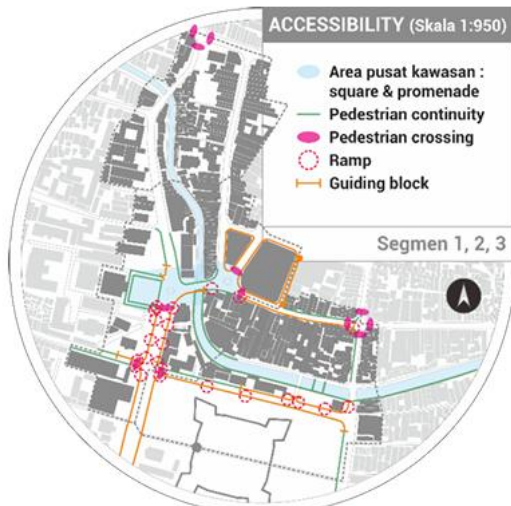 ACCESSIBILITY (Skala 1:950)
Area pusat kawasan :
square & promenade
Pedestrian continuity
Pedestrian crossing
Ramp
Guiding block
Segmen 1, 2, 3